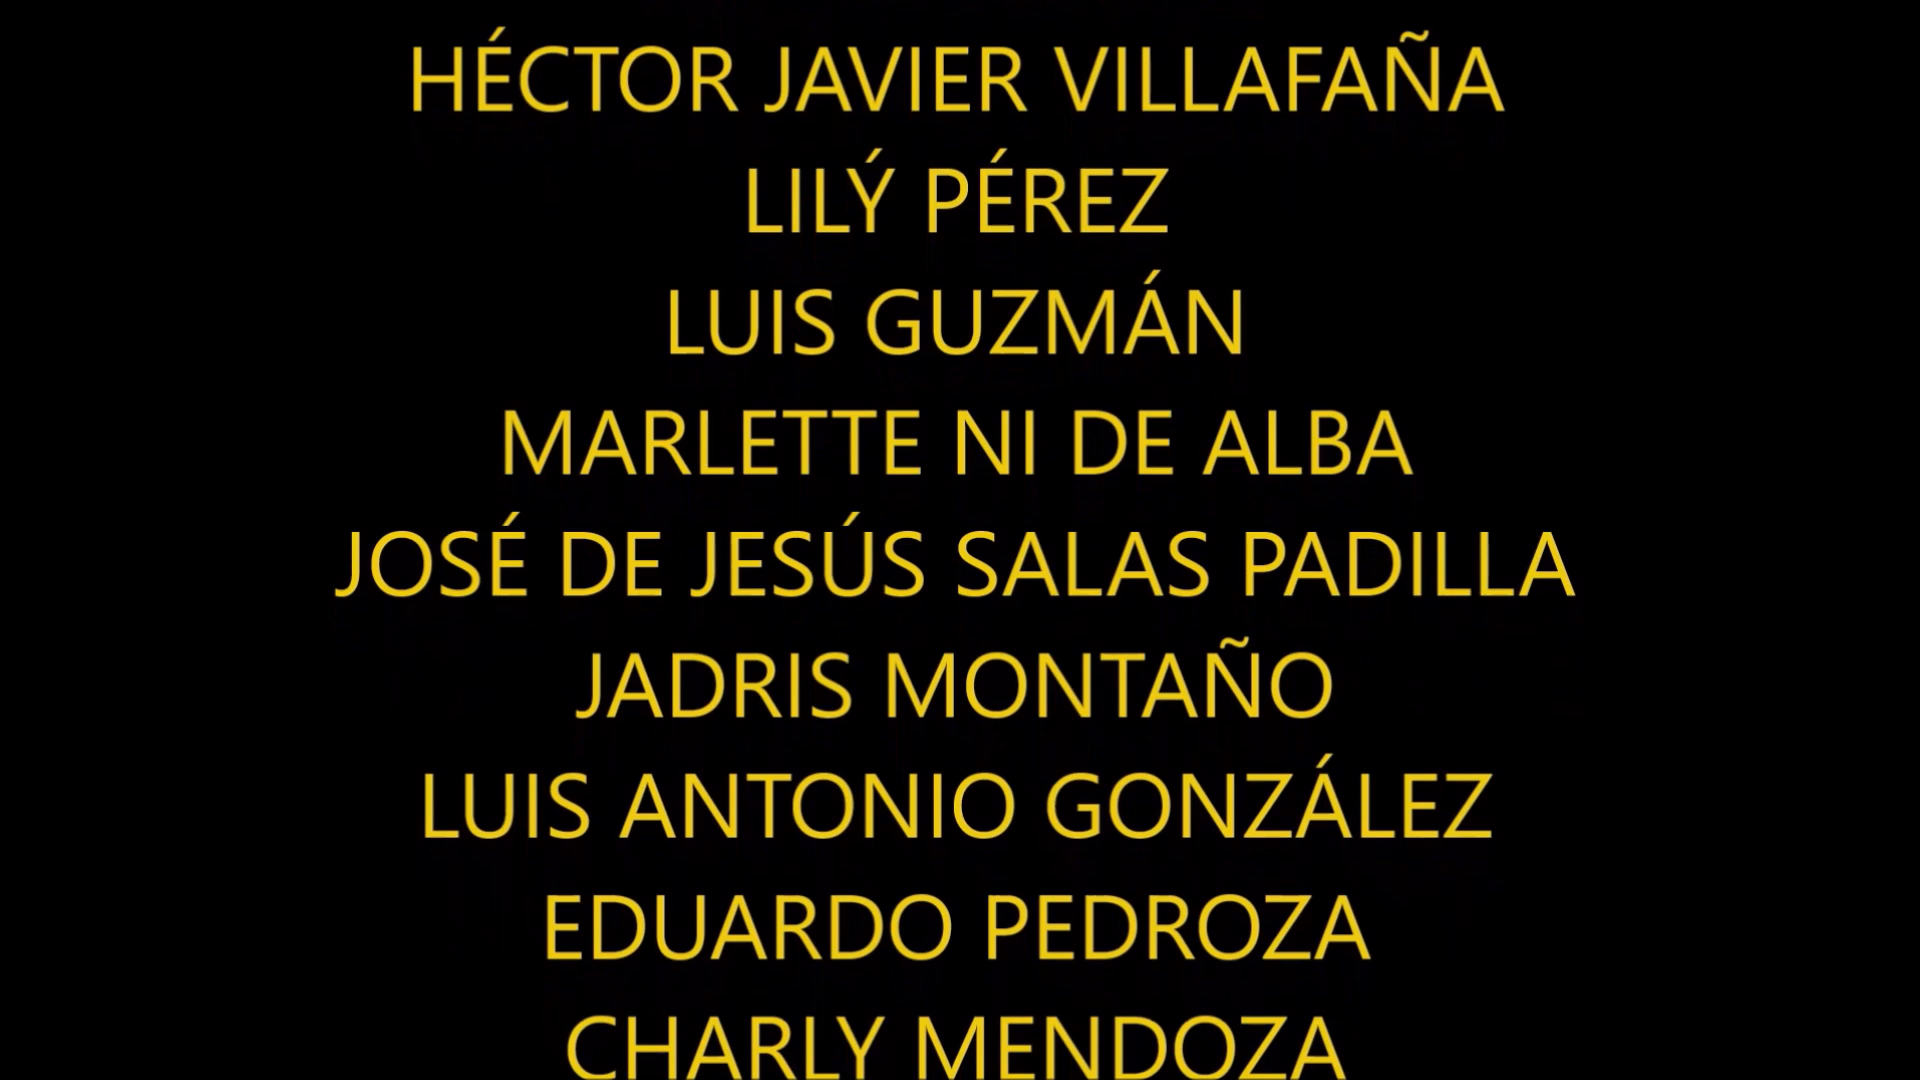 HÉCTOR JAVIER VILLAFAÑA
LILÝ PÉREZ
LUIS GUZMÁN
MARLETTE NI DE ALBA
JOSÉ DE JESÚS SALAS PADILLA
JADRIS MONTAÑO
LUIS ANTONIO GONZÁLEZ
EDUARDO PEDROZA
CHARLY MENDOZA